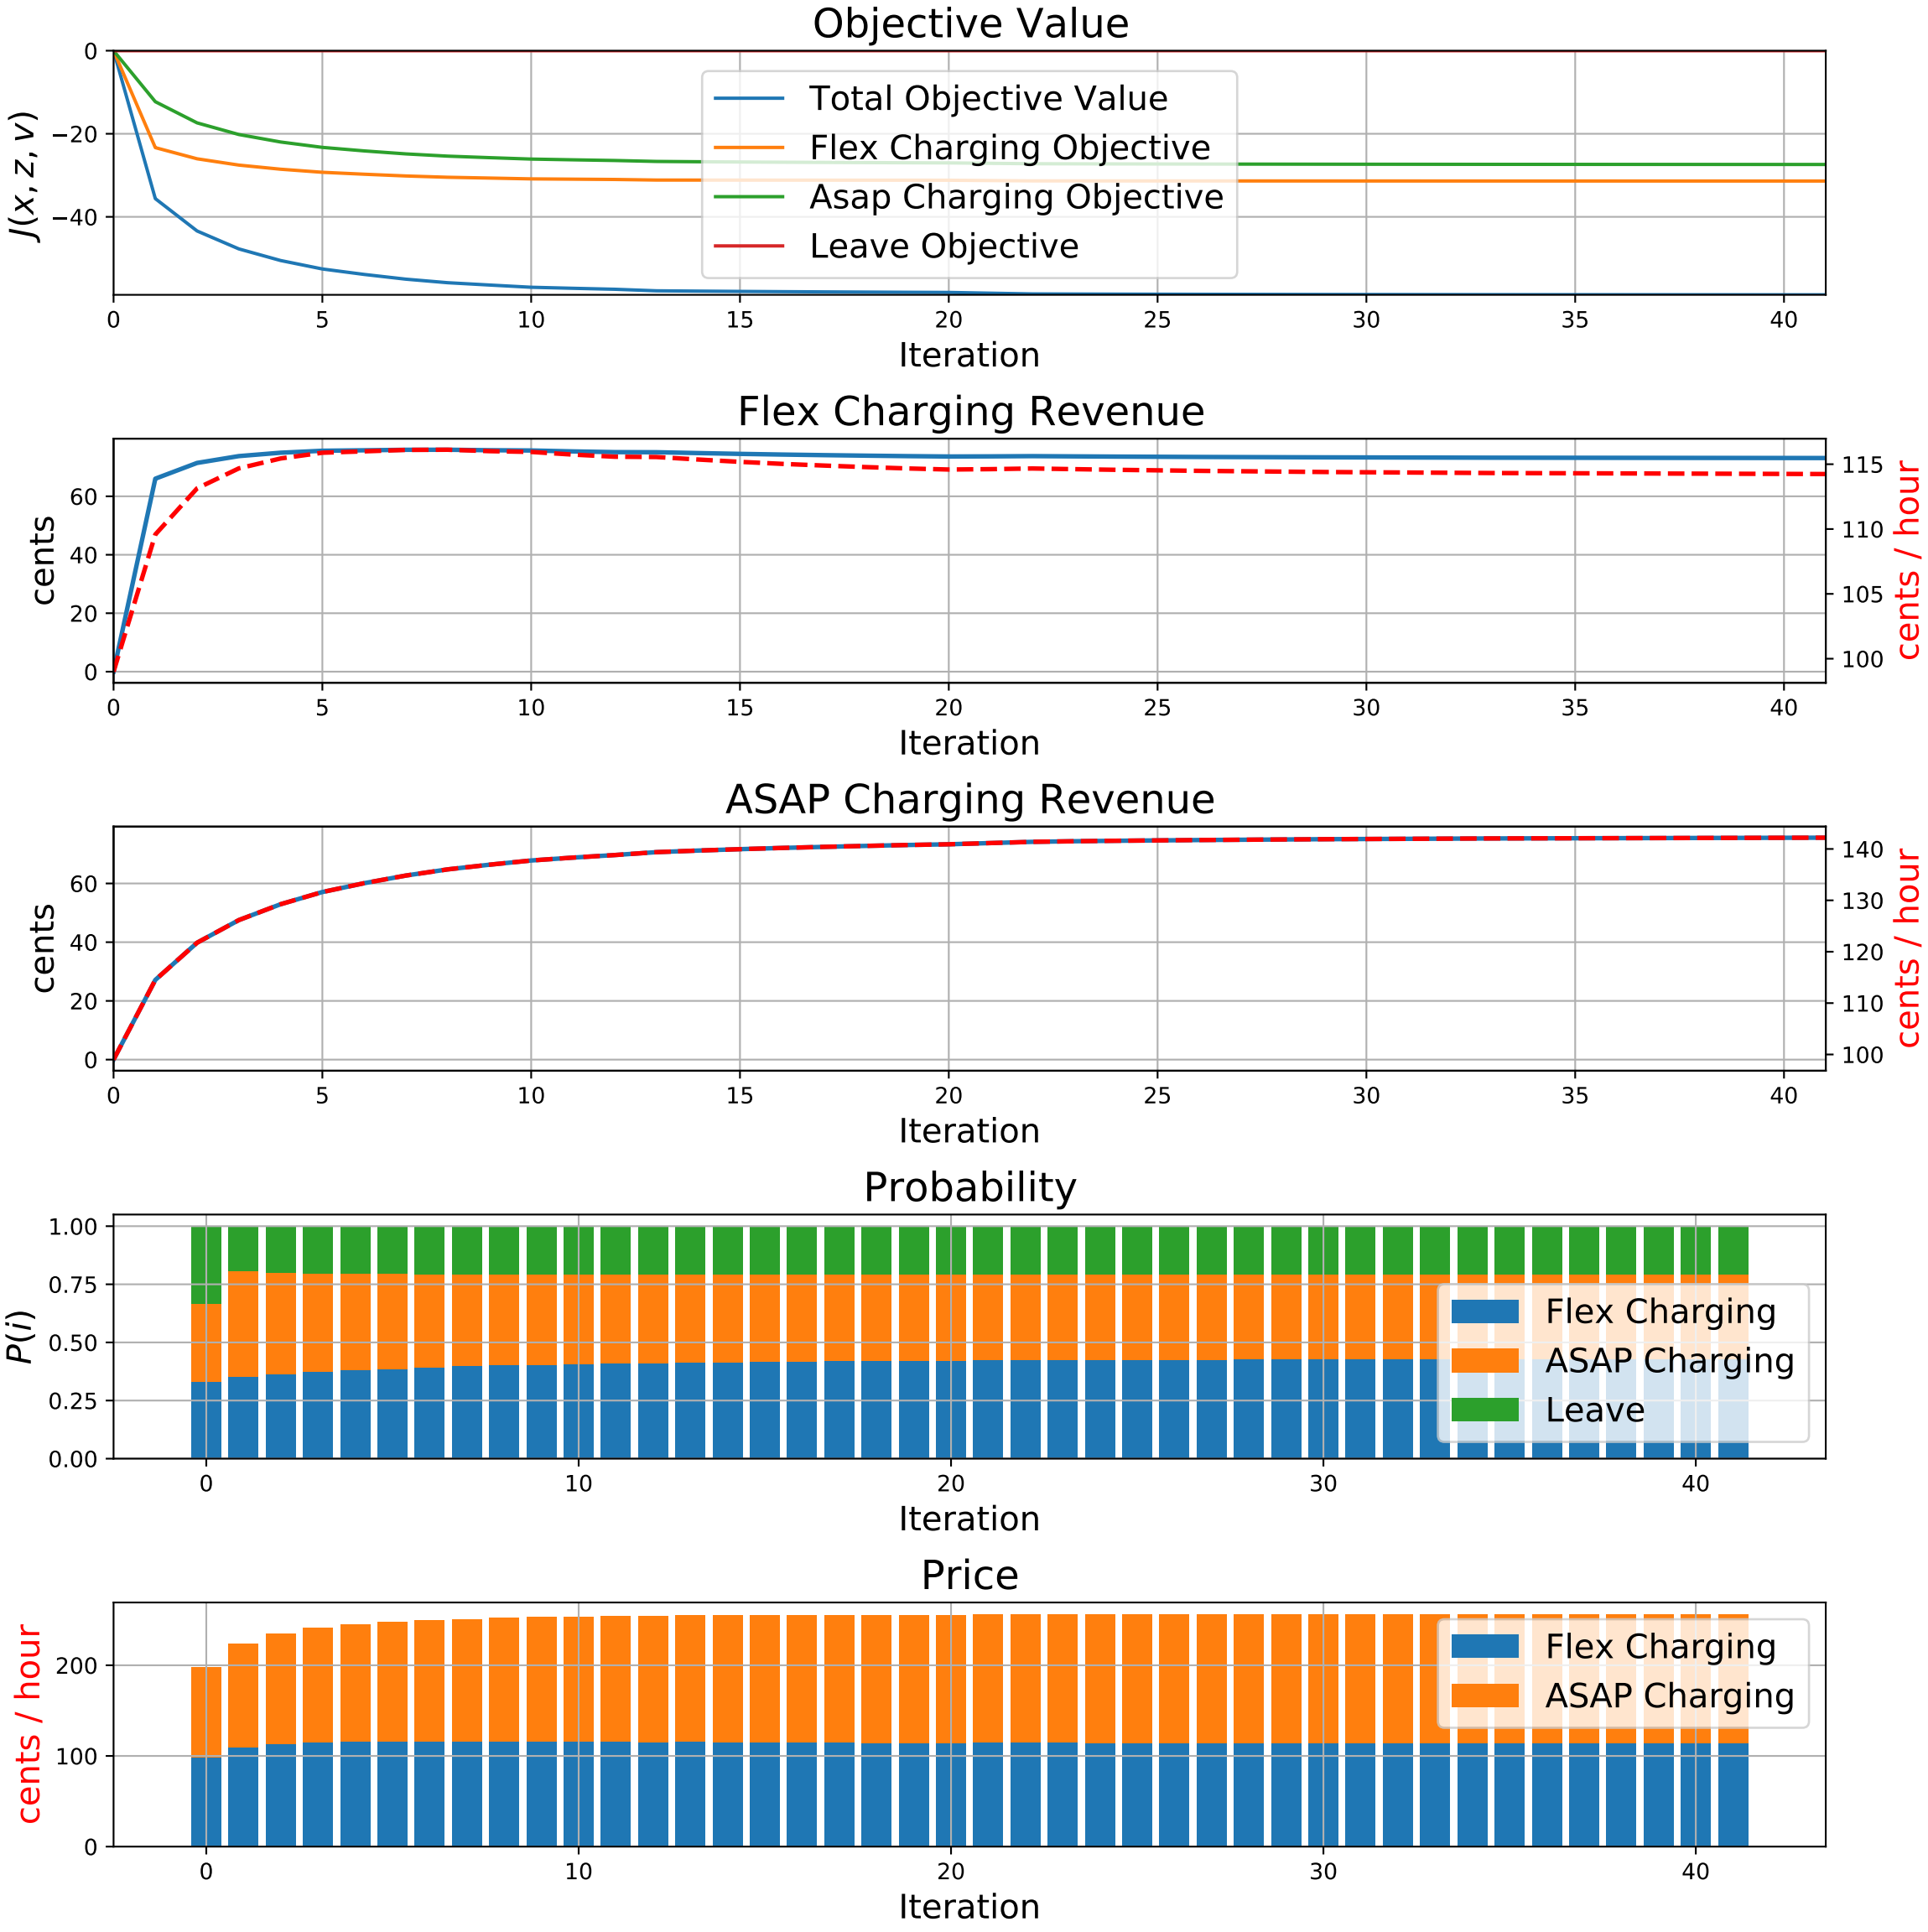 Objective Value
0
−20
−40
J(x, z, v)
Total Objective Value
Flex Charging Objective
Asap Charging Objective
Leave Objective
0 5 10 15 20 25 30 35 40
Iteration
Flex Charging Revenue
60
40
20
0
cents
115
110
105
100
cents / hour
0 5 10 15 20 25 30 35 40
Iteration
ASAP Charging Revenue
60
40
20
0
cents
140
130
120
110
100
cents / hour
0 5 10 15 20 25 30 35 40
Iteration
Probability
1.00
0.75
0.50
0.25
0.00
P(i)
Flex Charging
ASAP Charging
Leave
0 10 20 30 40
Iteration
Price
200
100
0
cents / hour
Flex Charging
ASAP Charging
0 10 20 30 40
Iteration